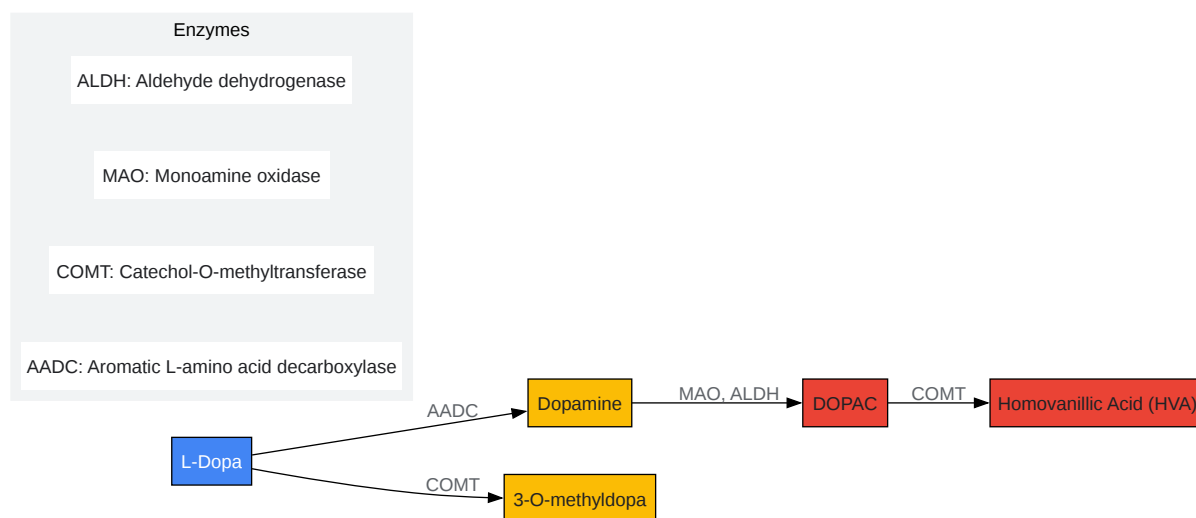 Enzymes
ALDH: Aldehyde dehydrogenase
MAO: Monoamine oxidase
COMT: Catechol-O-methyltransferase
AADC: Aromatic L-amino acid decarboxylase
L-Dopa
AADC
COMT
Dopamine
3-O-methyldopa
MAO, ALDH
DOPAC
COMT
Homovanillic Acid (HVA)